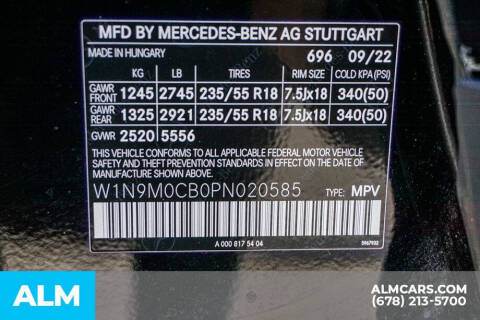 MFD BY MERCEDES-BENZ AG STUTTGART
MADE IN HUNGARY 696 09/22
KG LB TIRES RIM SIZE COLD KPA (PSI)
GAWR FRONT 1245 2745 235/55 R18 7.5Jx18 340(50)
GAWR REAR 1325 2921 235/55 R18 7.5Jx18 340(50)
GVWR 2520 5556
THIS VEHICLE CONFORMS TO ALL APPLICABLE FEDERAL MOTOR VEHICLE
SAFETY, BUMPER, AND THEFT PREVENTION STANDARDS IN EFFECT ON THE
DATE OF MANUFACTURE SHOWN ABOVE.
W1N9M0CB0PN020585 TYPE: MPV
A 000 817 54 04
ALM
ALMCARS.COM
(678) 213-5700